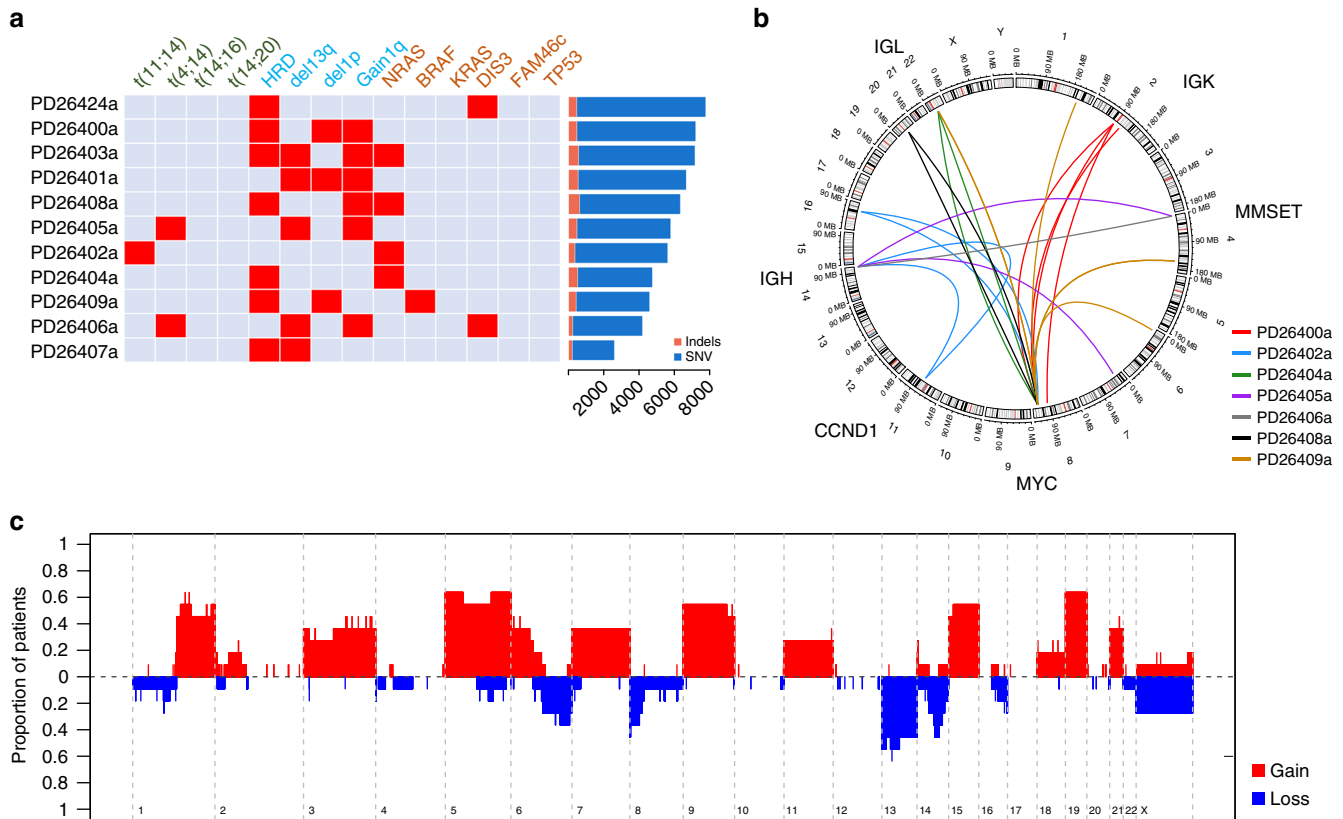 a
t(11;14)
t(4;14)
t(14;16)
t(14;20)
HRD
del13q
del1p
Gain1q
NRAS
BRAF
KRAS
DIS3
FAM46c
TP53
PD26424a
PD26400a
PD26403a
PD26401a
PD26408a
PD26405a
PD26402a
PD26404a
PD26409a
PD26406a
PD26407a
Indels
SNV
2000
4000
6000
8000
b
IGL
IGK
MMSET
IGH
CCND1
MYC
1
2
3
4
5
6
7
8
9
10
11
12
13
14
15
16
17
18
19
20
21
22
X
Y
0 MB
90 MB
180 MB
PD26400a
PD26402a
PD26404a
PD26405a
PD26406a
PD26408a
PD26409a
c
Proportion of patients
1
0.8
0.6
0.4
0.2
0
0.2
0.4
0.6
0.8
1
1 2 3 4 5 6 7 8 9 10 11 12 13 14 15 16 17 18 19 20 21 22 X
Gain
Loss